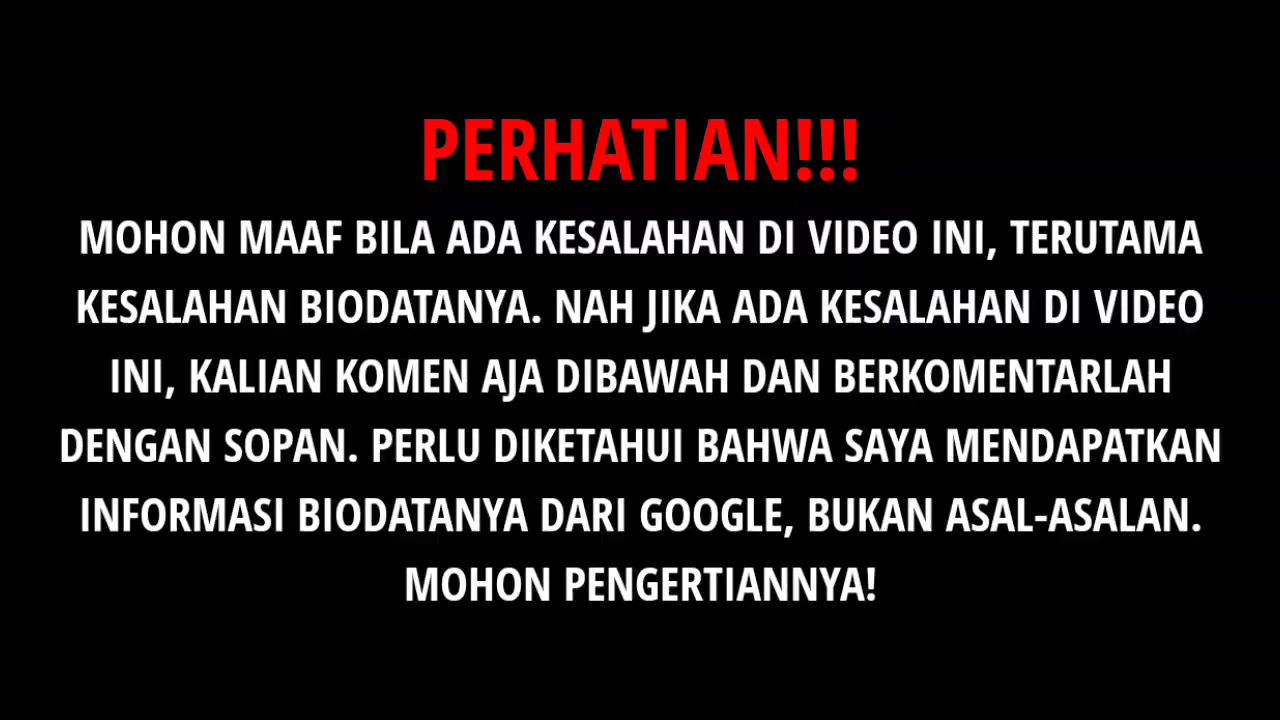 PERHATIAN!!!
MOHON MAAF BILA ADA KESALAHAN DI VIDEO INI, TERUTAMA
KESALAHAN BIODATANYA. NAH JIKA ADA KESALAHAN DI VIDEO
INI, KALIAN KOMEN AJA DIBAWAH DAN BERKOMENTARLAH
DENGAN SOPAN. PERLU DIKETAHUI BAHWA SAYA MENDAPATKAN
INFORMASI BIODATANYA DARI GOOGLE, BUKAN ASAL-ASALAN.
MOHON PENGERTIANNYA!